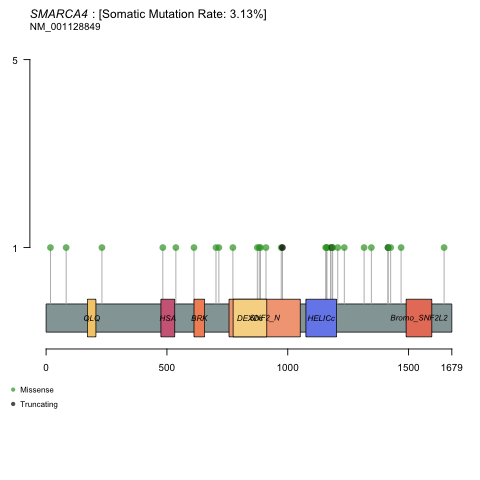 SMARCA4 : [Somatic Mutation Rate: 3.13%]
NM_001128849
5
1
QLQ HSA BRK SNF2_N HELICc Bromo_SNF2L2
0 500 1000 1500 1679
Missense
Truncating